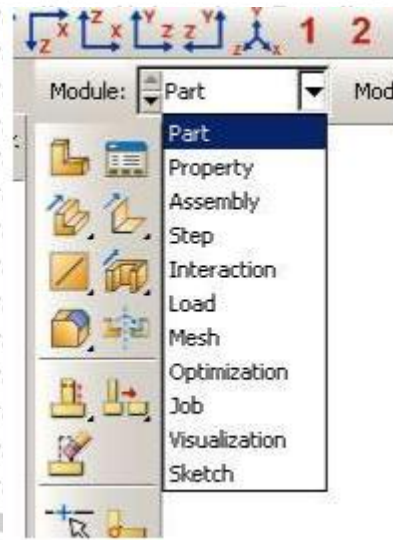 Y Y
Z X Z X Z Z X
1 2
Module: Part Mod
Part
Property
Assembly
Step
Interaction
Load
Mesh
Optimization
Job
Visualization
Sketch